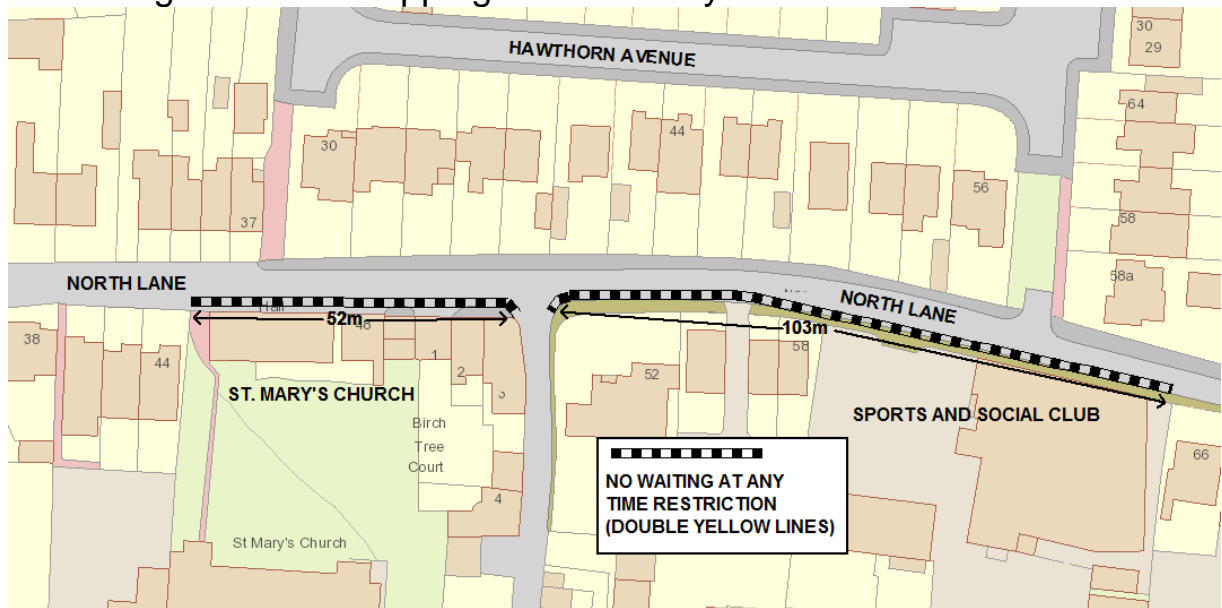 HAWTHORN AVENUE
30
29
64
44
30
56
58
37
58a
NORTH LANE
NORTH LANE
Hall
52m
103m
38
48
44
1
58
2
52
3
ST. MARY'S CHURCH
SPORTS AND SOCIAL CLUB
Birch
Tree
Court
66
NO WAITING AT ANY
TIME RESTRICTION
(DOUBLE YELLOW LINES)
4
St Mary's Church